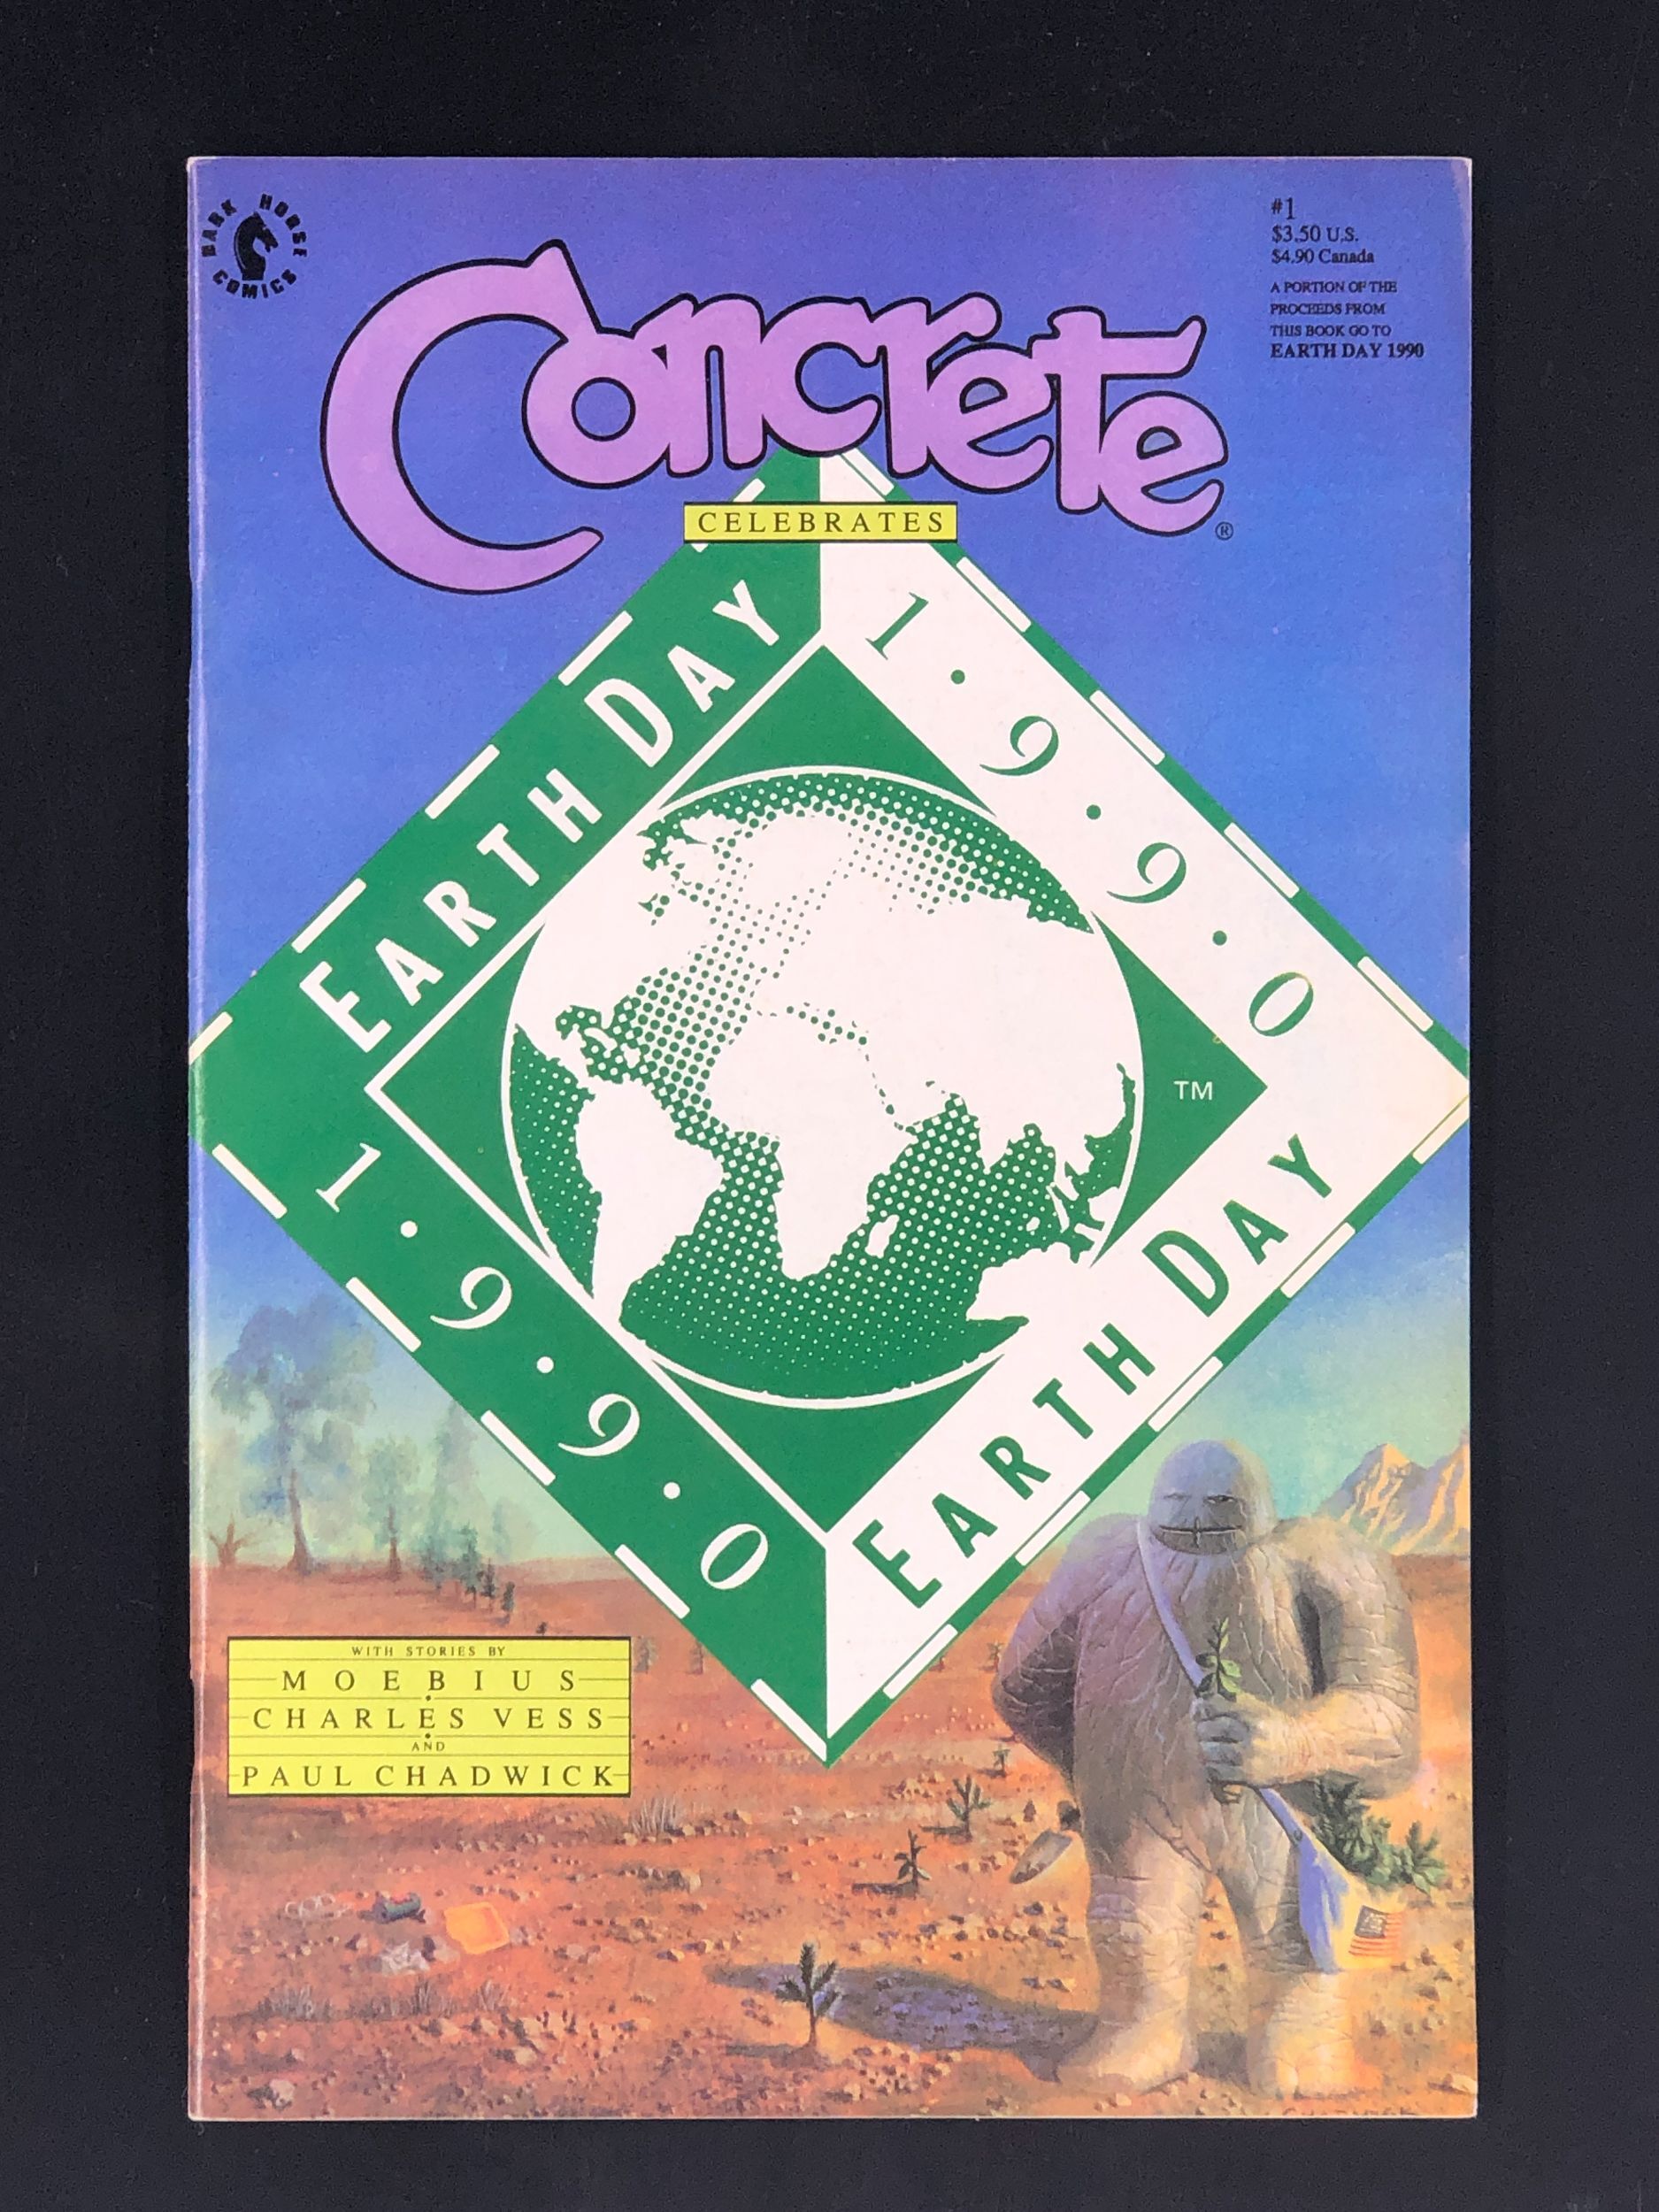 DARK HORSE COMICS
#1
$3.50 U.S.
$4.90 Canada
A PORTION OF THE
PROCEEDS FROM
THIS BOOK GO TO
EARTH DAY 1990
Concrete®
CELEBRATES
EARTH DAY
1·9·9·0
TM
1·9·9·0
EARTH DAY
WITH STORIES BY
MOEBIUS
CHARLES VESS
AND
PAUL CHADWICK